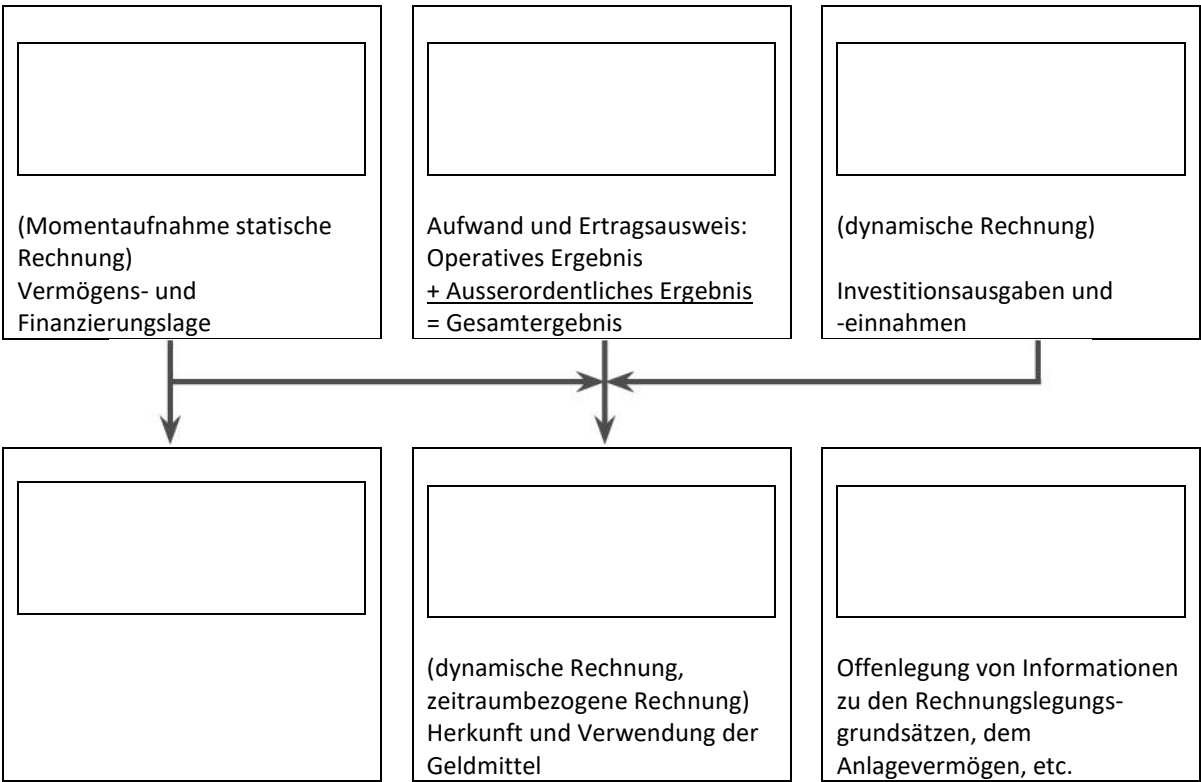 (Momentaufnahme statische
Rechnung)
Vermögens- und
Finanzierungslage
Aufwand und Ertragsausweis:
Operatives Ergebnis
+ Ausserordentliches Ergebnis
= Gesamtergebnis
(dynamische Rechnung)
Investitionsausgaben und
-einnahmen
(dynamische Rechnung,
zeitraumbezogene Rechnung)
Herkunft und Verwendung der
Geldmittel
Offenlegung von Informationen
zu den Rechnungslegungs-
grundsätzen, dem
Anlagevermögen, etc.